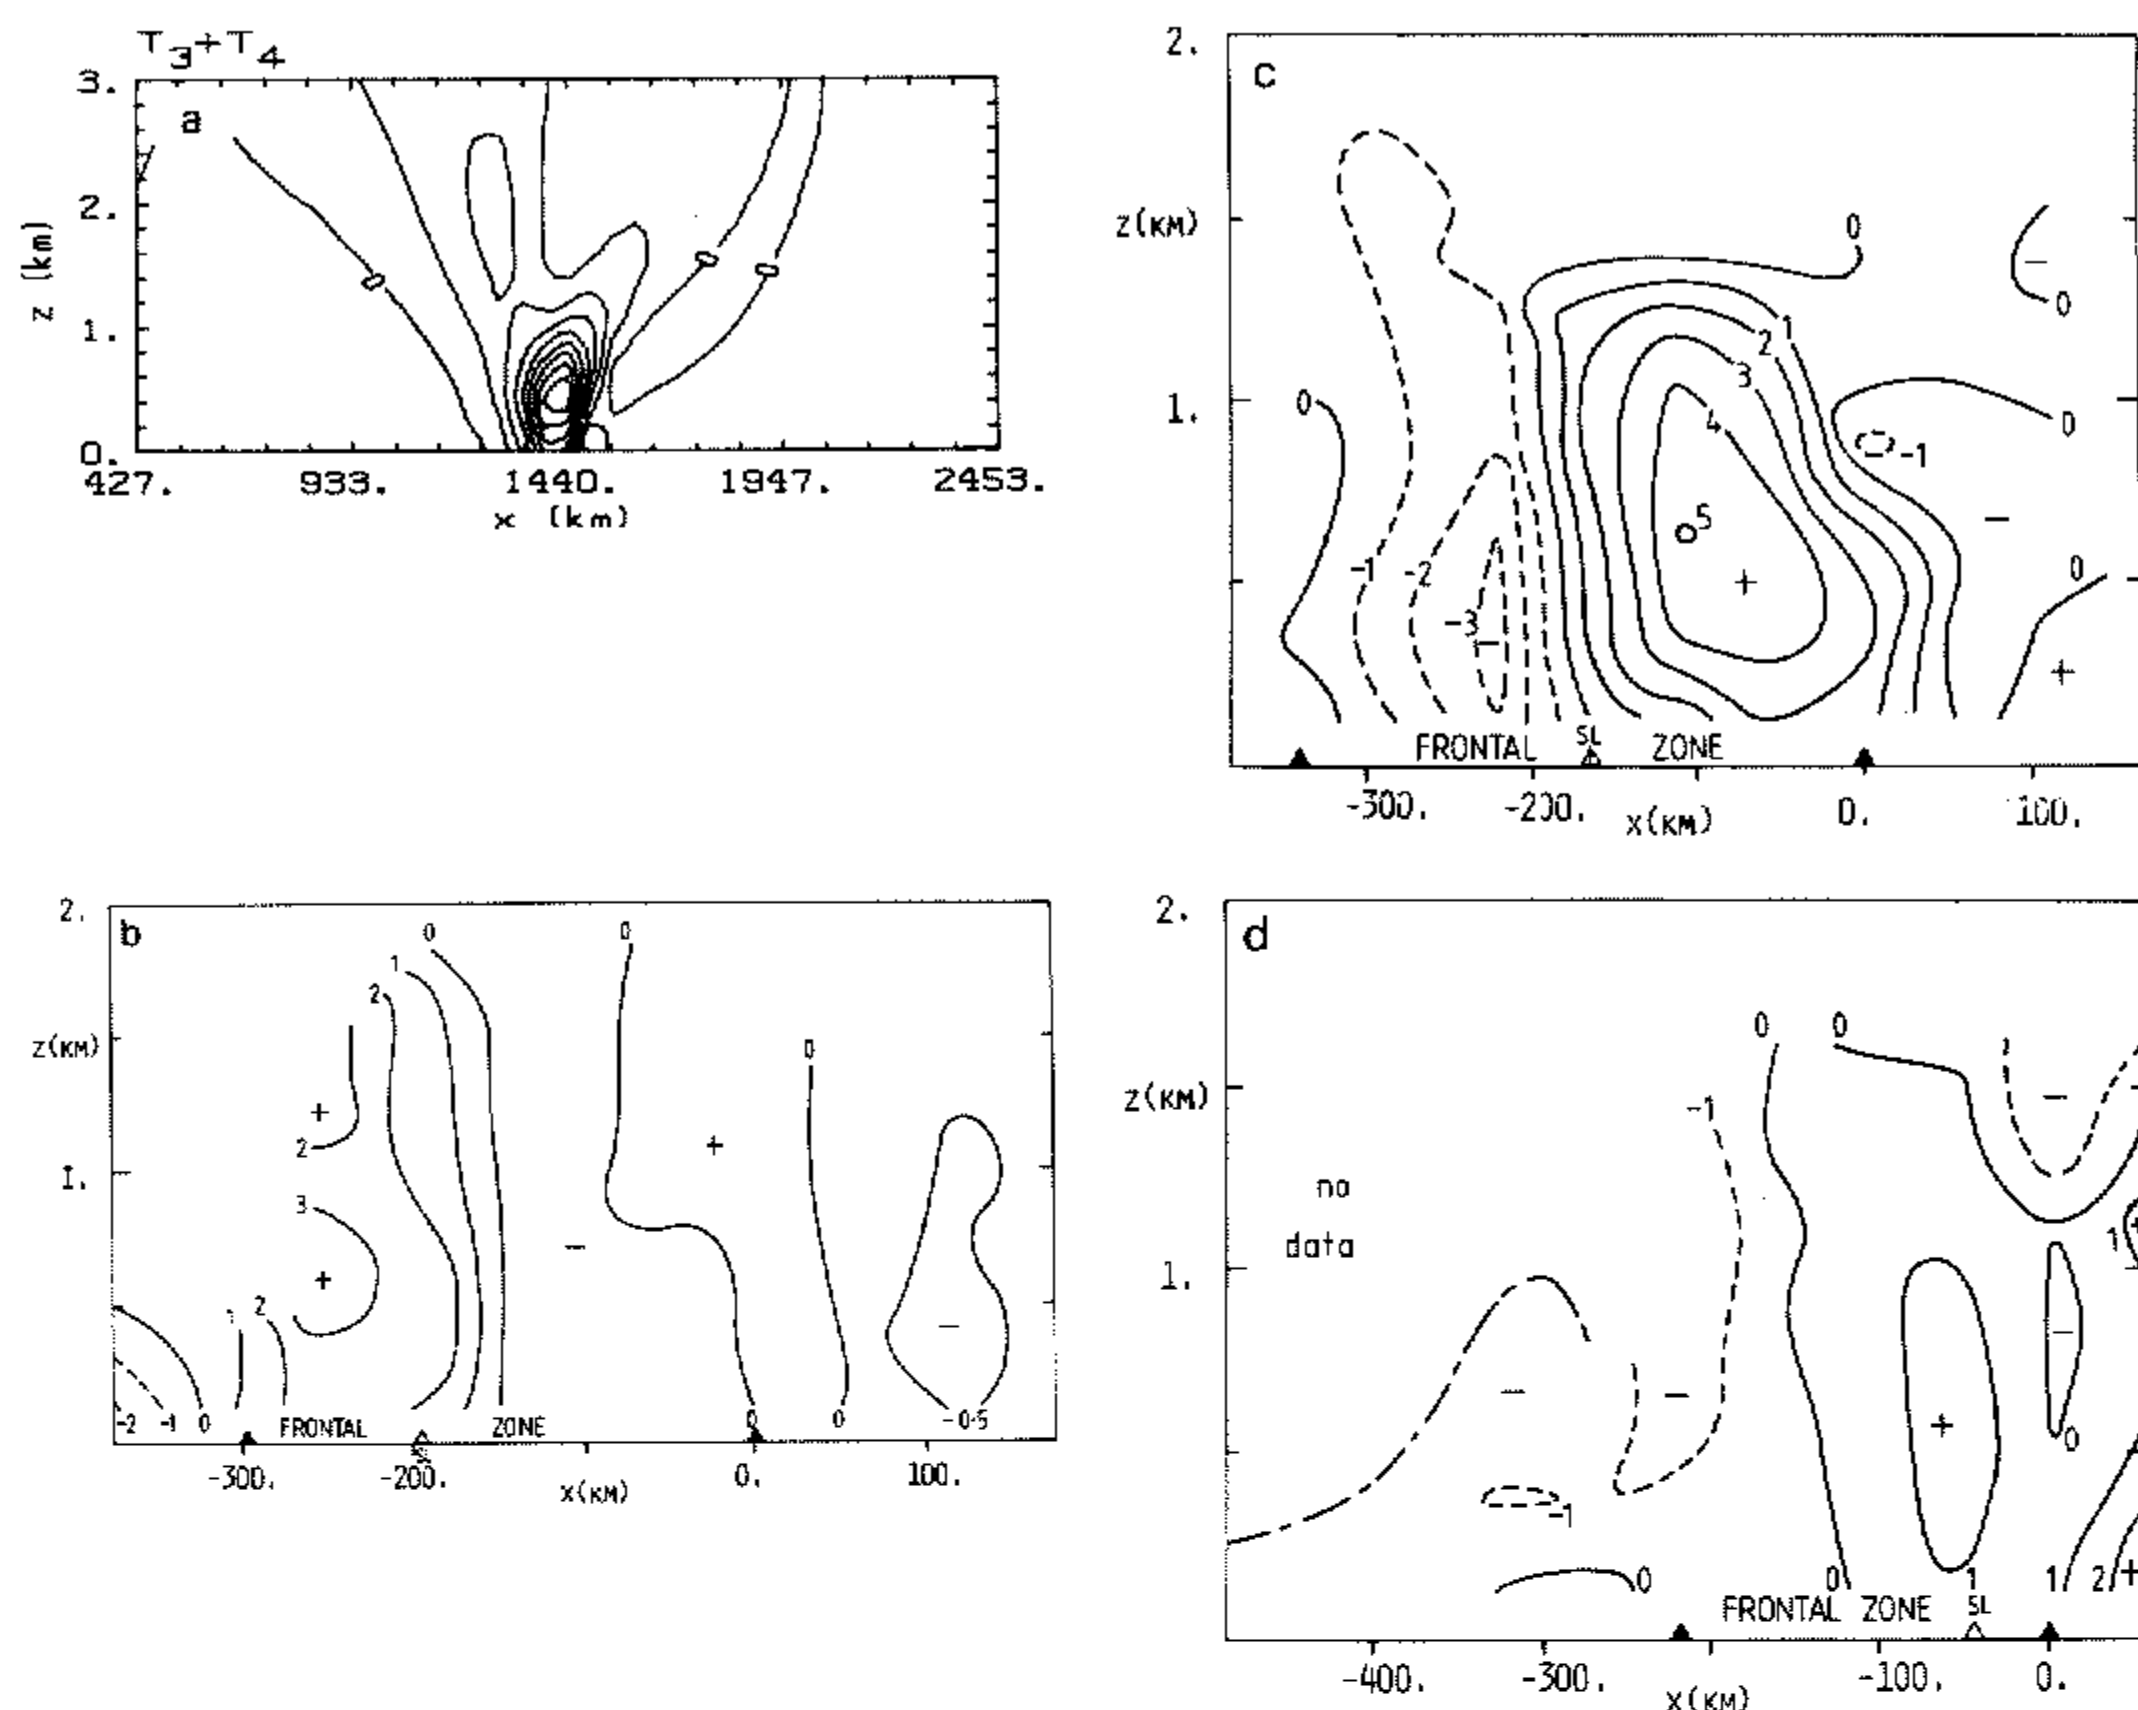 T3+T4
3.
a
2.
z (km)
1.
0.
0
0
0
427. 933. 1440. 1947. 2453.
x (km)
2.
c
Z(KM)
1.
0
0
0
0
0
1
2
3
4
5
-1
-2
-3
-1
+
-
-
-
+
FRONTAL SL ZONE
-300. -200. 0. 100.
X(KM)
2.
b
Z(KM)
1.
0
0
1
2
0
+
2
+
3
+
-
-
1
2
-2 -1 0
0
0
-0.5
FRONTAL ZONE
-300. -200. 0. 100.
X(KM)
2.
d
Z(KM)
1.
0
0
-1
-
no
data
1
-
-
-
+
-1
0
0
0
1
1
2
+
FRONTAL ZONE SL
-400. -300. -100. 0.
X(KM)